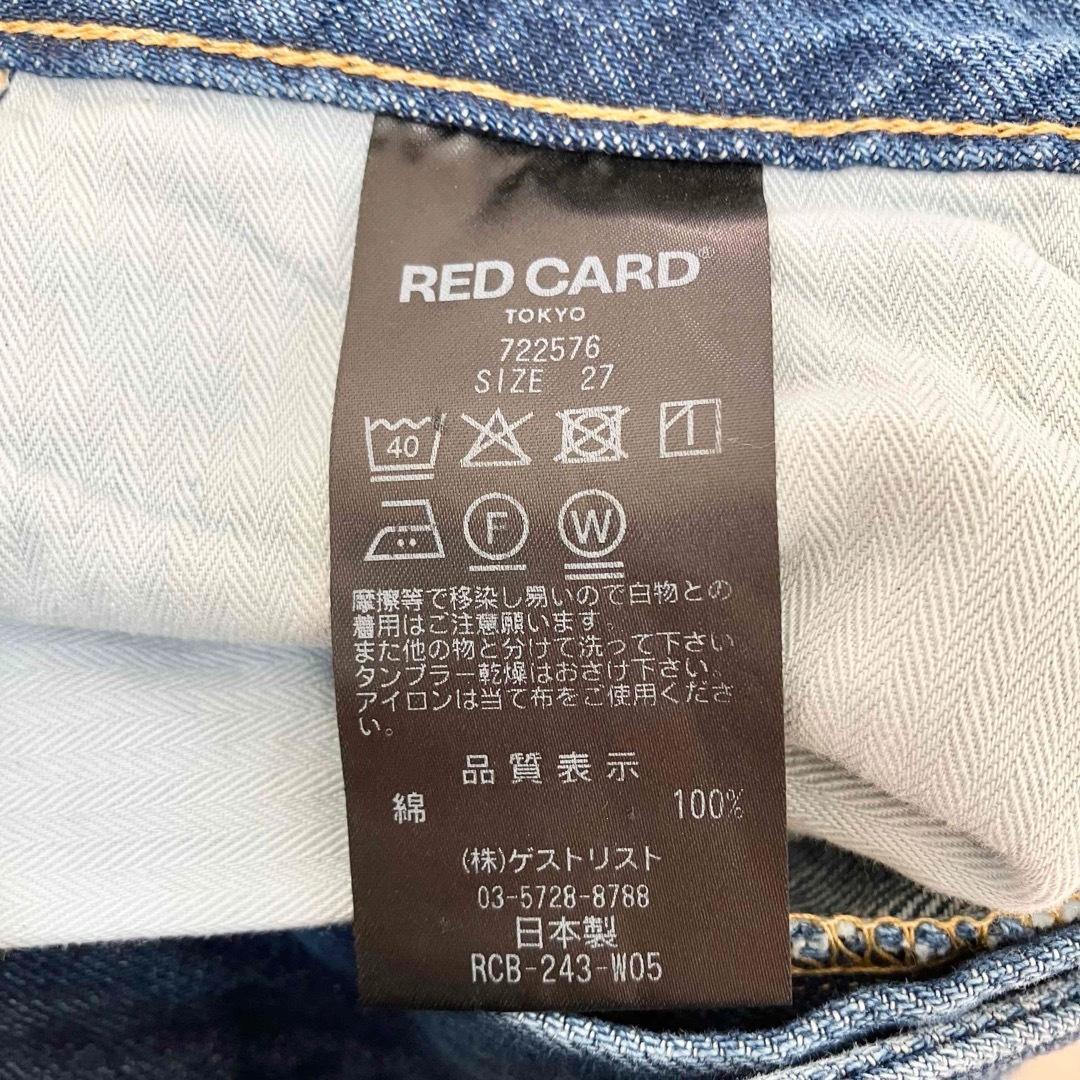 RED CARD®
TOKYO
722576
SIZE 27
40
F W
摩擦等で移染し易いので白物との
着用はご注意願います。
また他の物と分けて洗って下さい
タンブラー乾燥はおさけ下さい。
アイロンは当て布をご使用くださ
い。
品質表示
綿 100%
(株)ゲストリスト
03-5728-8788
日本製
RCB-243-W05